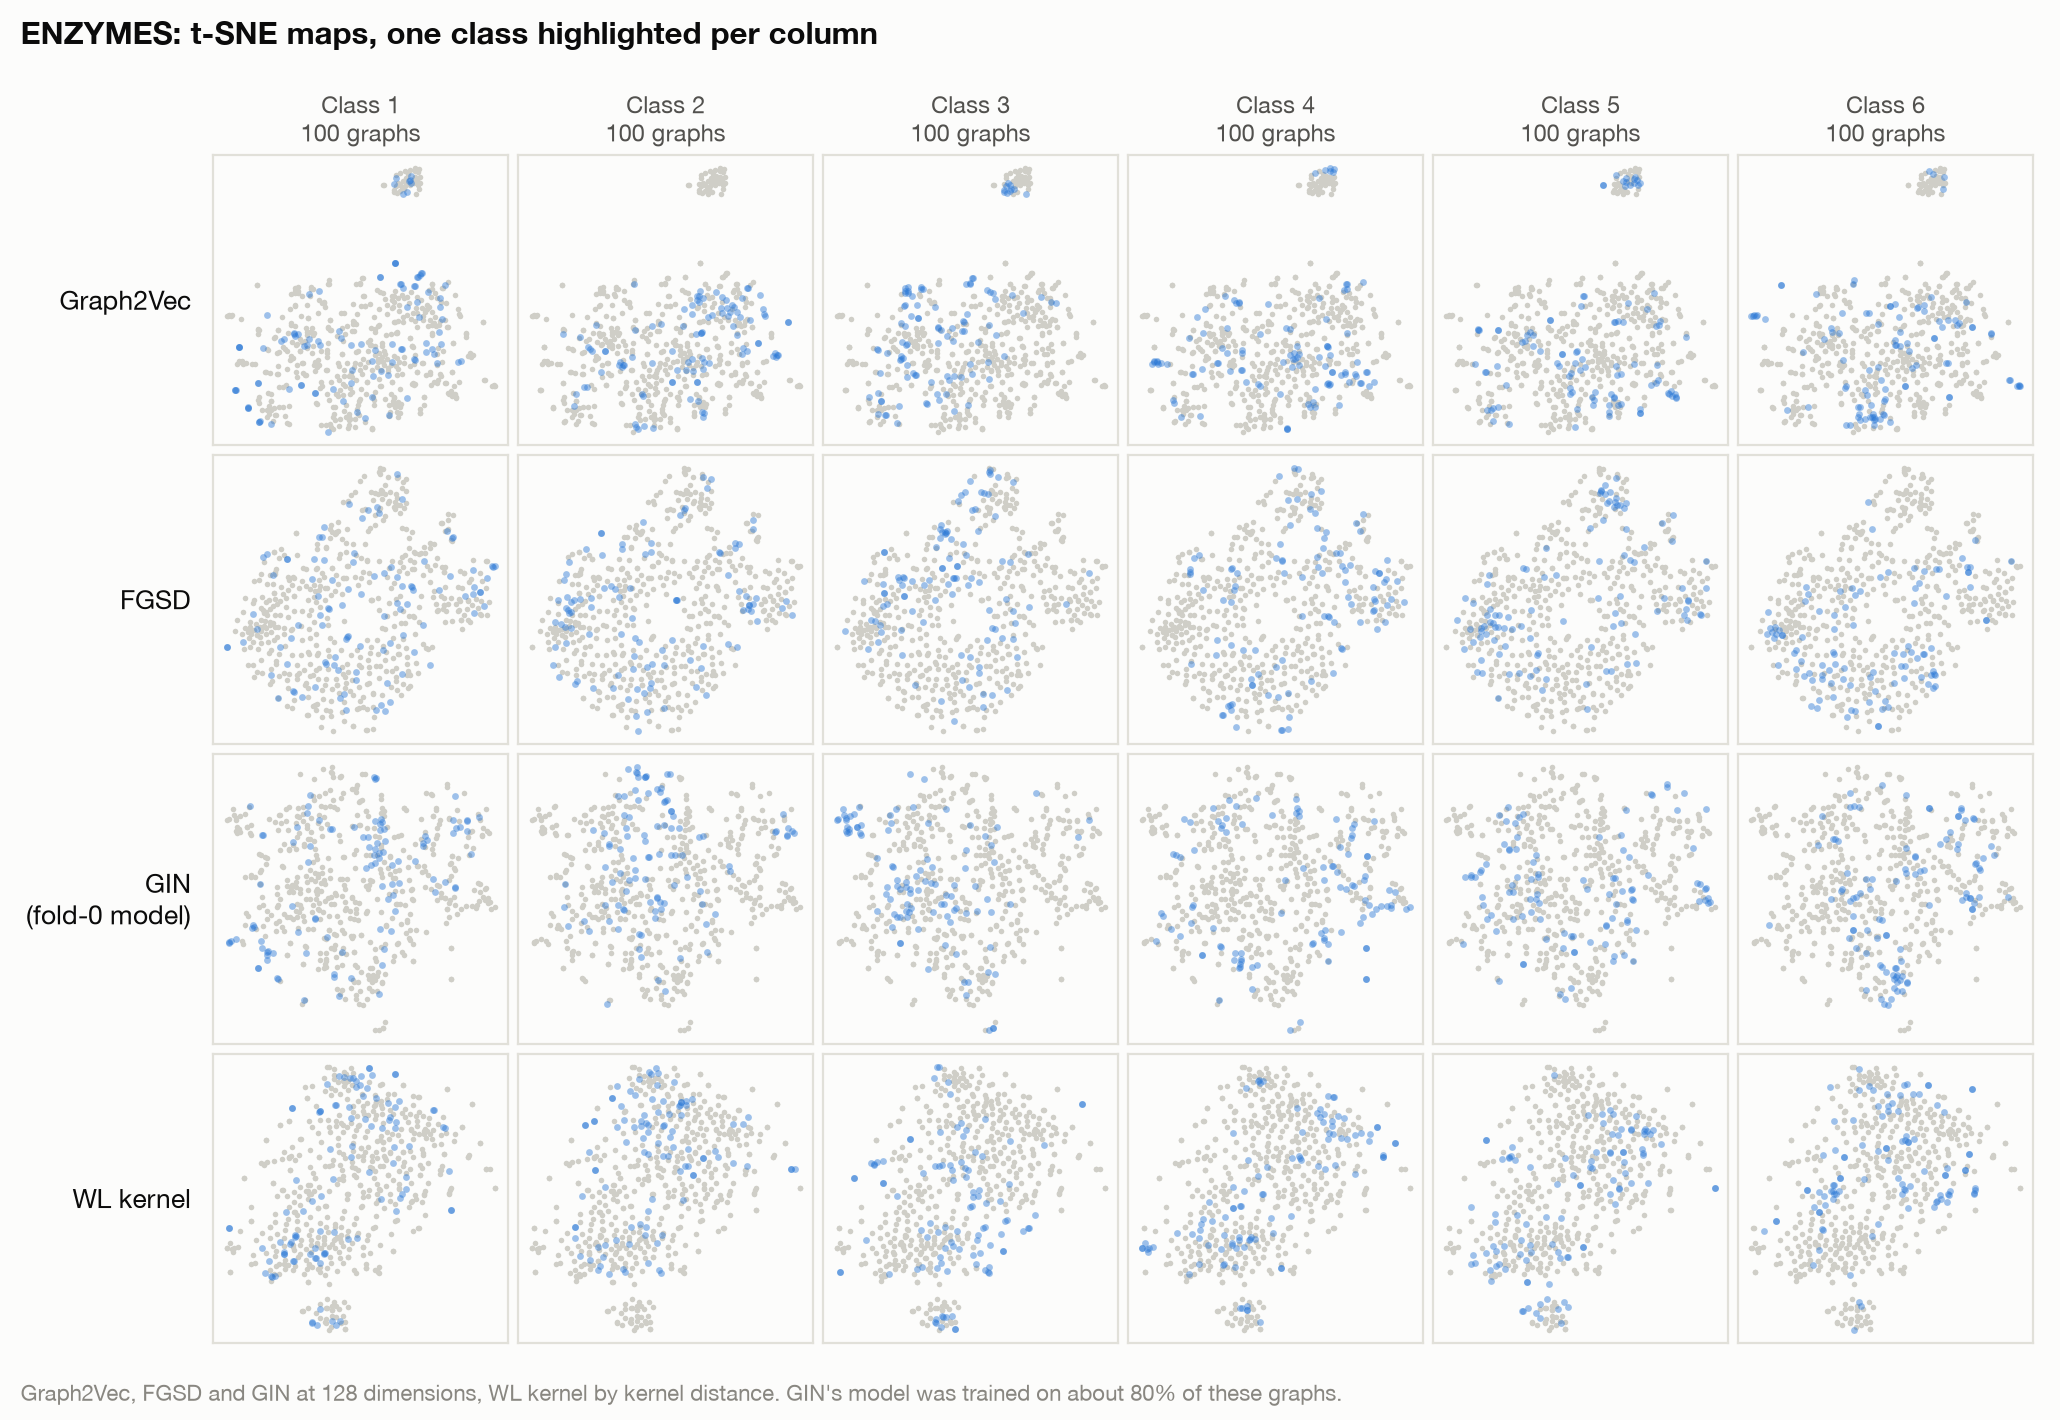 ENZYMES: t-SNE maps, one class highlighted per column
Class 1
100 graphs
Class 2
100 graphs
Class 3
100 graphs
Class 4
100 graphs
Class 5
100 graphs
Class 6
100 graphs
Graph2Vec
FGSD
GIN
(fold-0 model)
WL kernel
Graph2Vec, FGSD and GIN at 128 dimensions, WL kernel by kernel distance. GIN's model was trained on about 80% of these graphs.